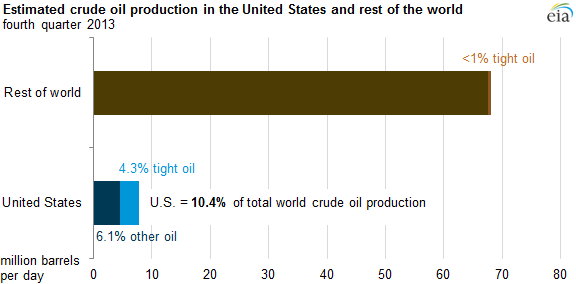 Estimated crude oil production in the United States and rest of the world
fourth quarter 2013
eia
<1% tight oil
Rest of world
4.3% tight oil
United States
U.S. = 10.4% of total world crude oil production
6.1% other oil
million barrels
per day
0 10 20 30 40 50 60 70 80